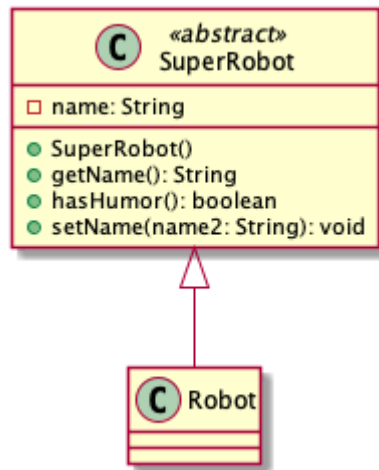 C «abstract»
SuperRobot
name: String
SuperRobot()
getName(): String
hasHumor(): boolean
setName(name2: String): void
C Robot